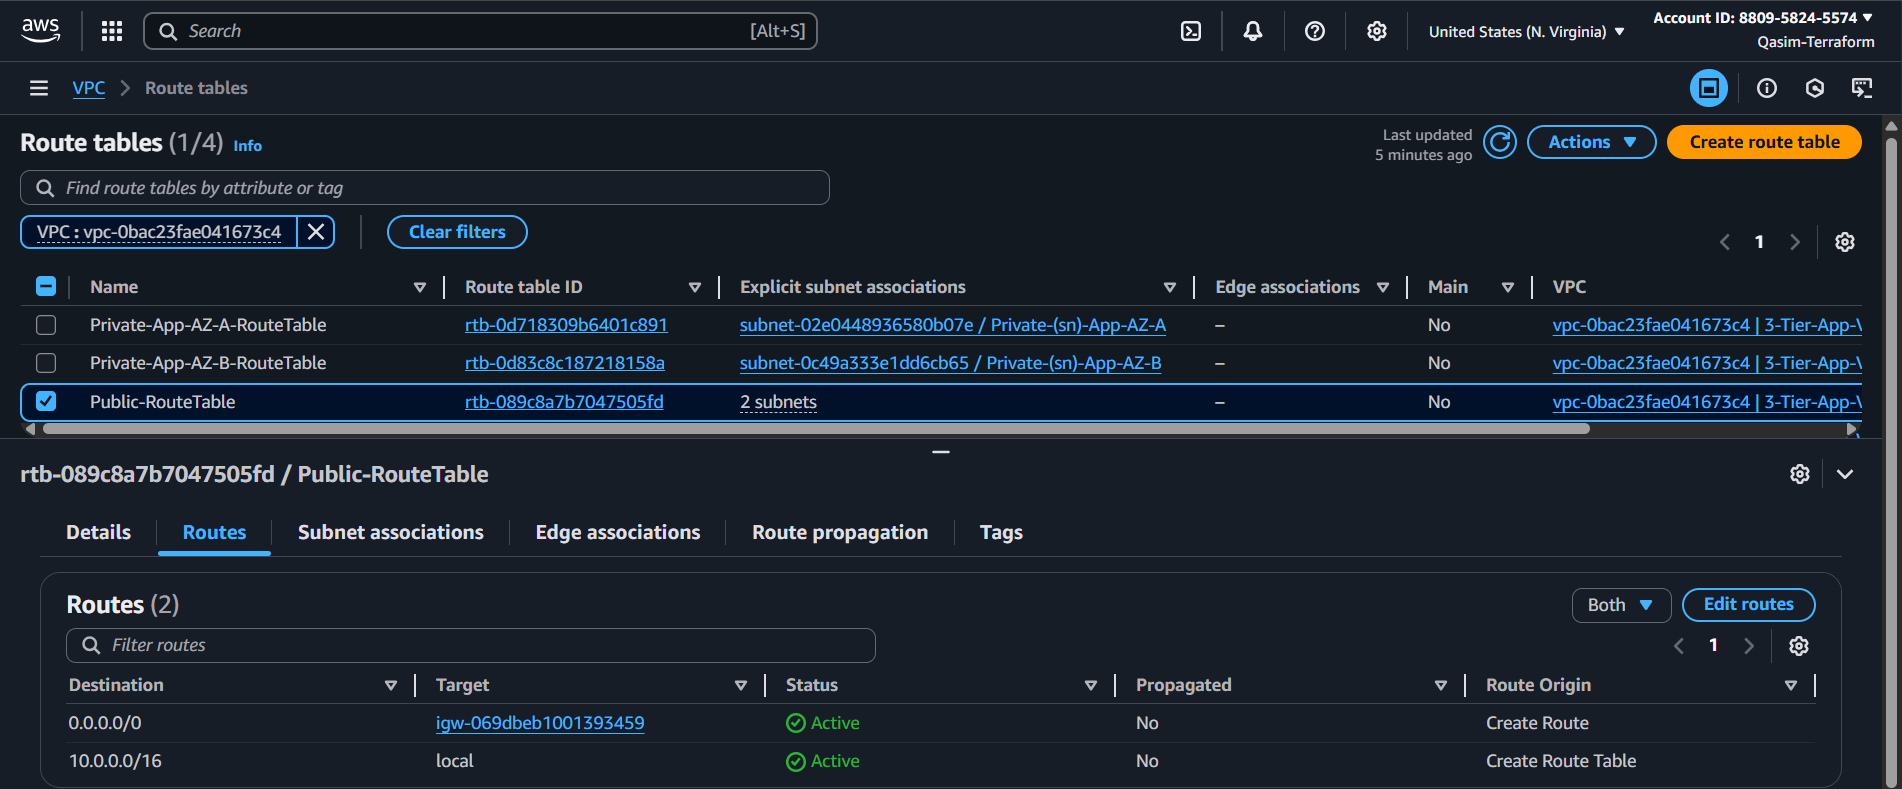 aws
Search [Alt+S]
United States (N. Virginia)
Account ID: 8809-5824-5574
Qasim-Terraform
VPC > Route tables
Route tables (1/4) Info
Last updated
5 minutes ago
Actions
Create route table
Find route tables by attribute or tag
VPC : vpc-0bac23fae041673c4
Clear filters
1
Name Route table ID Explicit subnet associations Edge associations Main VPC
Private-App-AZ-A-RouteTable rtb-0d718309b6401c891 subnet-02e0448936580b07e / Private-(sn)-App-AZ-A – No vpc-0bac23fae041673c4 | 3-Tier-App-V
Private-App-AZ-B-RouteTable rtb-0d83c8c187218158a subnet-0c49a333e1dd6cb65 / Private-(sn)-App-AZ-B – No vpc-0bac23fae041673c4 | 3-Tier-App-V
Public-RouteTable rtb-089c8a7b7047505fd 2 subnets – No vpc-0bac23fae041673c4 | 3-Tier-App-V
rtb-089c8a7b7047505fd / Public-RouteTable
Details Routes Subnet associations Edge associations Route propagation Tags
Routes (2)
Both
Edit routes
Filter routes
1
Destination Target Status Propagated Route Origin
0.0.0.0/0 igw-069dbeb1001393459 Active No Create Route
10.0.0.0/16 local Active No Create Route Table